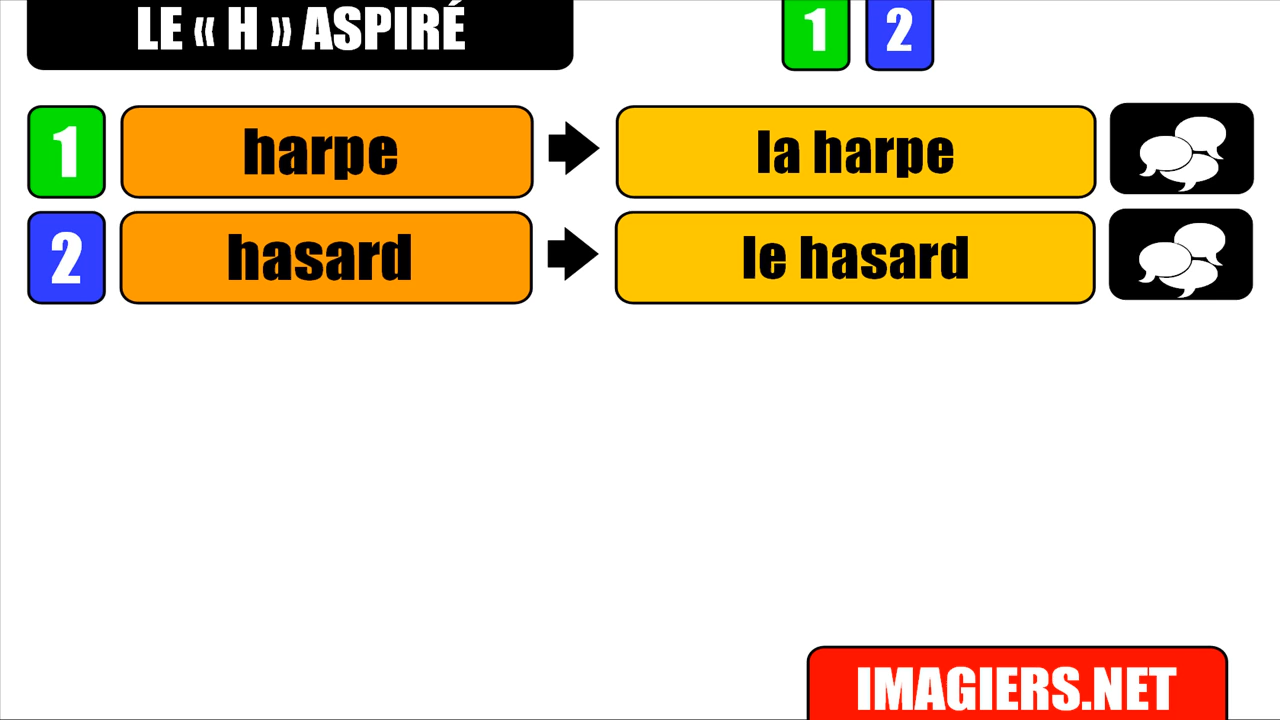 LE « H » ASPIRÉ
1 2
1 harpe la harpe
2 hasard le hasard
IMAGIERS.NET